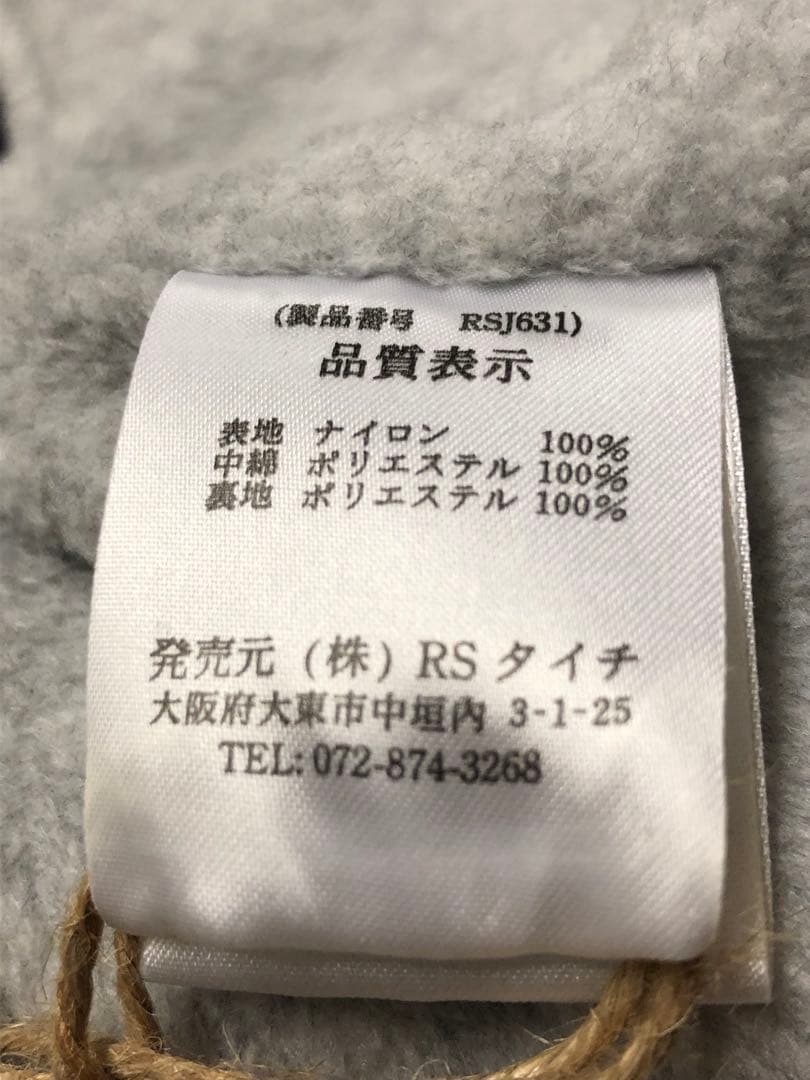 (製品番号 RSJ631)
品質表示
表地 ナイロン 100%
中綿 ポリエステル 100%
裏地 ポリエステル 100%
発売元 (株) RS タイチ
大阪府大東市中垣内 3-1-25
TEL: 072-874-3268